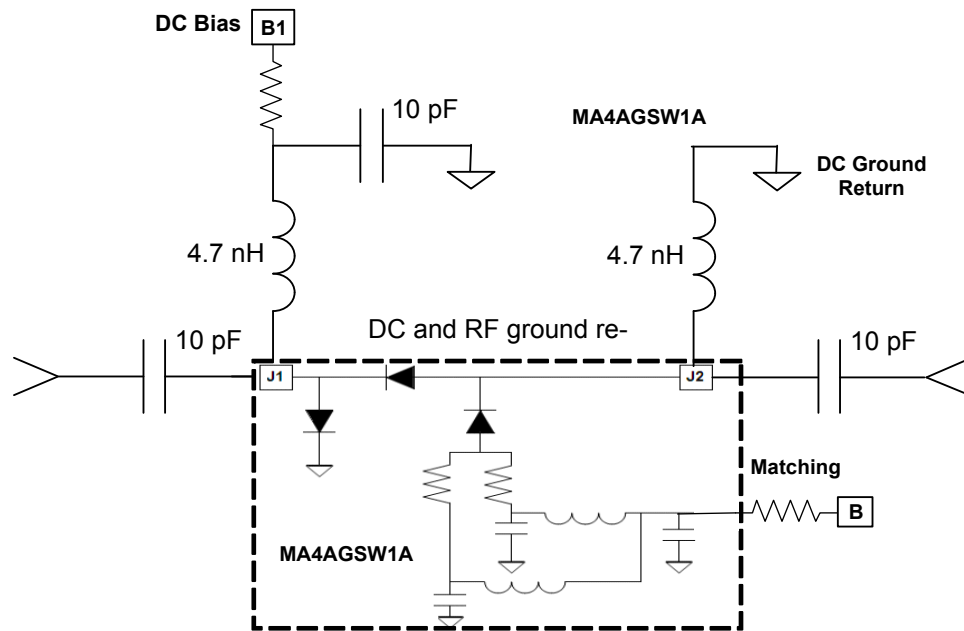 DC Bias
B1
10 pF
MA4AGSW1A
DC Ground
Return
4.7 nH
4.7 nH
10 pF
DC and RF ground re-
10 pF
J1
J2
Matching
B
MA4AGSW1A